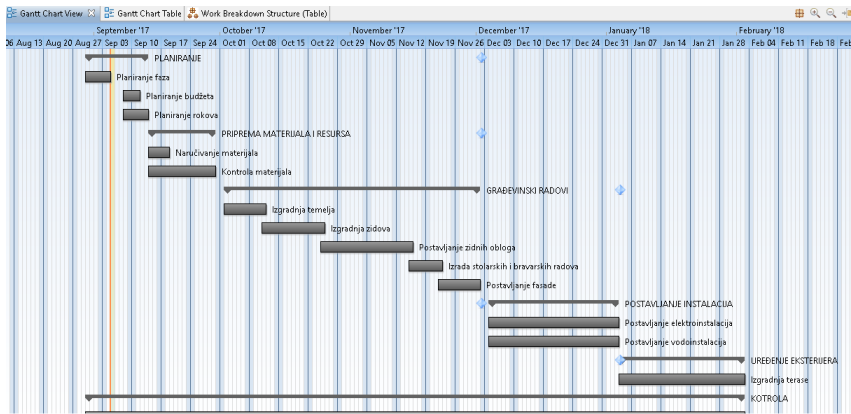 Gantt Chart View Gantt Chart Table Work Breakdown Structure (Table)
September '17 October '17 November '17 December '17 January '18 February '18
06 Aug 13 Aug 20 Aug 27 Sep 03 Sep 10 Sep 17 Sep 24 Oct 01 Oct 08 Oct 15 Oct 22 Oct 29 Nov 05 Nov 12 Nov 19 Nov 26 Dec 03 Dec 10 Dec 17 Dec 24 Dec 31 Jan 07 Jan 14 Jan 21 Jan 28 Feb 04 Feb 11 Feb 18 Feb
PLANIRANJE
Planiranje faza
Planiranje budžeta
Planiranje rokova
PRIPREMA MATERIJALA I RESURSA
Naručivanje materijala
Kontrola materijala
GRAĐEVINSKI RADOVI
Izgradnja temelja
Izgradnja zidova
Postavljanje zidnih obloga
Izrada stolarskih i bravarskih radova
Postavljanje fasade
POSTAVLJANJE INSTALACIJA
Postavljanje elektroinstalacija
Postavljanje vodoinstalacija
UREĐENJE EKSTERIJERA
Izgradnja terase
KOTROLA